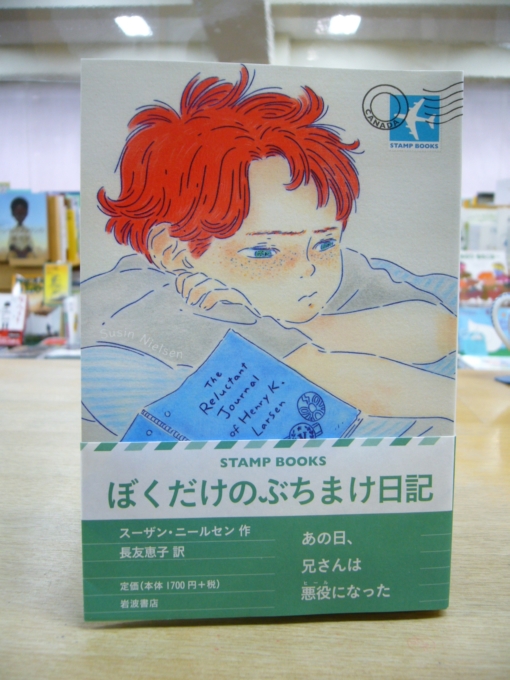 CANADA
STAMP BOOKS
Susin Nielsen
The
Reluctant
Journal
of Henry K.
Larsen
STAMP BOOKS
ぼくだけのぶちまけ日記
スーザン・ニールセン 作
長友恵子 訳
定価(本体1700円+税)
岩波書店
あの日、
兄さんは
悪役になった